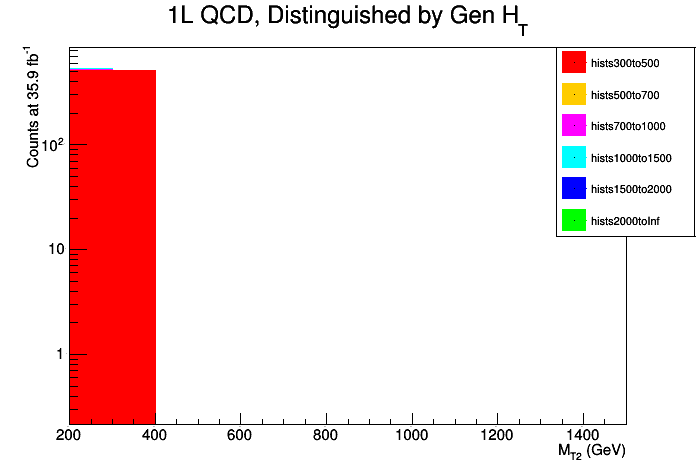 1L QCD, Distinguished by Gen H_T
Counts at 35.9 fb^-1
10^2
10
1
200 400 600 800 1000 1200 1400
M_T2 (GeV)
hists300to500
hists500to700
hists700to1000
hists1000to1500
hists1500to2000
hists2000toInf